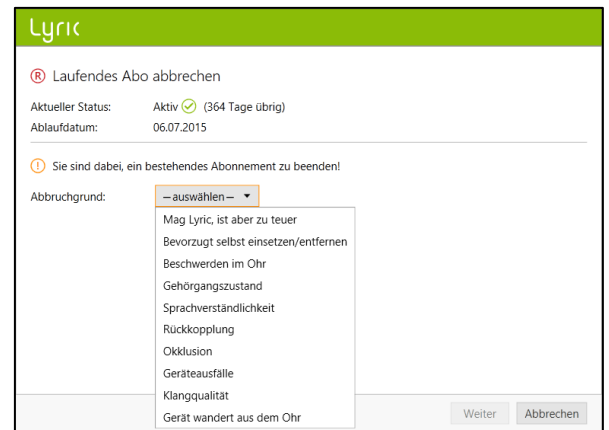 Lyric
R Laufendes Abo abbrechen
Aktueller Status: Aktiv (364 Tage übrig)
Ablaufdatum: 06.07.2015
! Sie sind dabei, ein bestehendes Abonnement zu beenden!
Abbruchgrund: —auswählen—
Mag Lyric, ist aber zu teuer
Bevorzugt selbst einsetzen/entfernen
Beschwerden im Ohr
Gehörgangszustand
Sprachverständlichkeit
Rückkopplung
Okklusion
Geräteausfälle
Klangqualität
Gerät wandert aus dem Ohr
Weiter Abbrechen